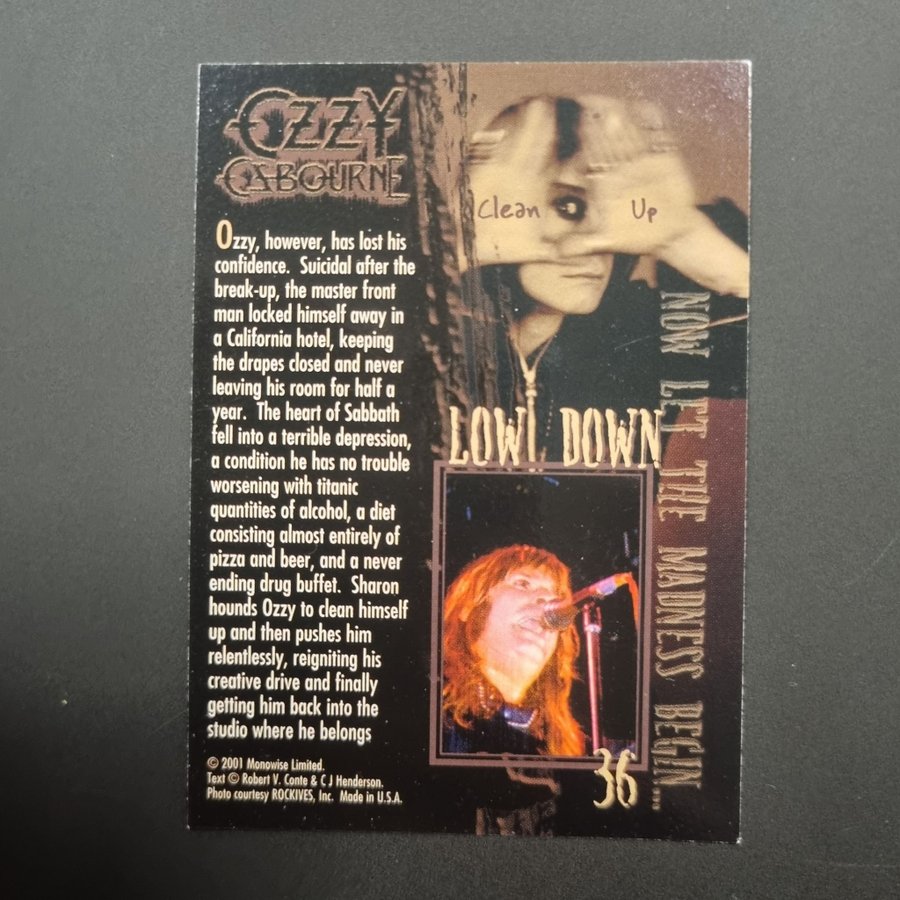 OZZY
OSBOURNE
Ozzy, however, has lost his
confidence. Suicidal after the
break-up, the master front
man locked himself away in
a California hotel, keeping
the drapes closed and never
leaving his room for half a
year. The heart of Sabbath
fell into a terrible depression,
a condition he has no trouble
worsening with titanic
quantities of alcohol, a diet
consisting almost entirely of
pizza and beer, and a never
ending drug buffet. Sharon
hounds Ozzy to clean himself
up and then pushes him
relentlessly, reigniting his
creative drive and finally
getting him back into the
studio where he belongs
© 2001 Monowise Limited.
Text © Robert V. Conte & C J Henderson.
Photo courtesy ROCKIVES, Inc. Made in U.S.A.
Clean Up
LOW DOWN
NOW LET THE MADNESS BEGIN...
36